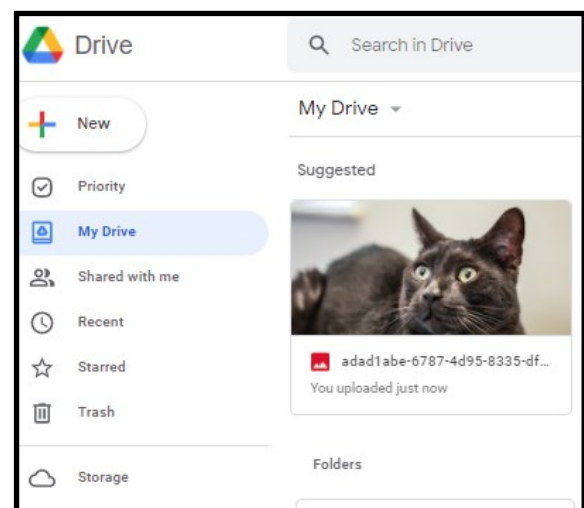 Drive
Search in Drive
New
My Drive
Priority
Suggested
My Drive
Shared with me
Recent
Starred
adad1abe-6787-4d95-8335-df...
You uploaded just now
Trash
Folders
Storage